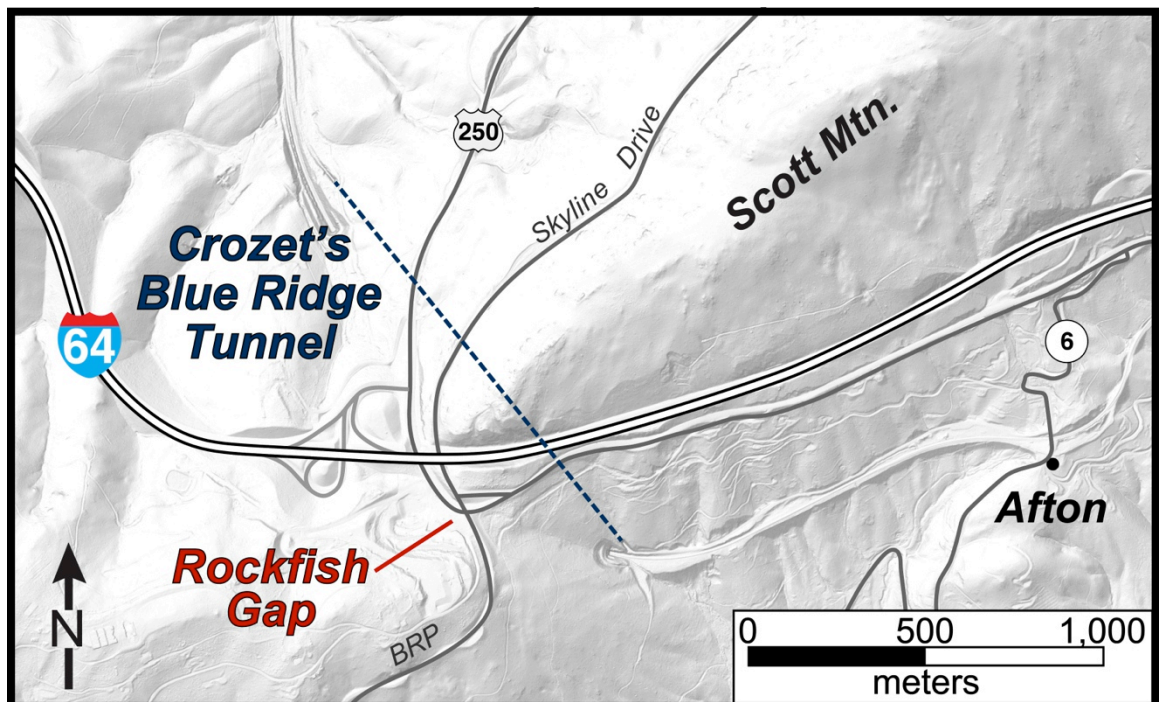 250
Skyline Drive
Scott Mtn.
Crozet’s
Blue Ridge
Tunnel
64
6
Afton
Rockfish
Gap
BRP
N
0 500 1,000
meters